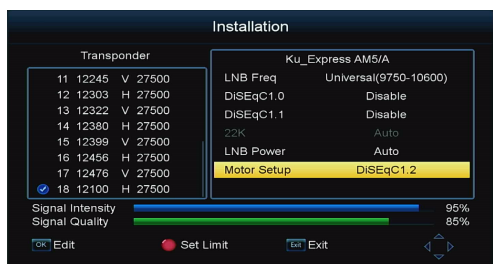 Installation
Transponder
11 12245 V 27500
12 12303 H 27500
13 12322 V 27500
14 12380 H 27500
15 12399 V 27500
16 12456 H 27500
17 12476 V 27500
18 12100 H 27500
Ku_Express AM5/A
LNB Freq Universal(9750-10600)
DiSEqC1.0 Disable
DiSEqC1.1 Disable
22K Auto
LNB Power Auto
Motor Setup DiSEqC1.2
Signal Intensity 95%
Signal Quality 85%
OK Edit Set Limit Exit Exit